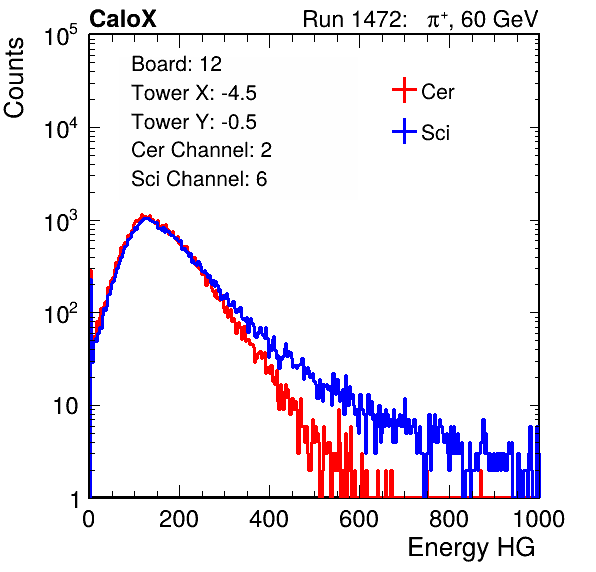 CaloX Run 1472: π⁺, 60 GeV
Counts
Board: 12
Tower X: -4.5
Tower Y: -0.5
Cer Channel: 2
Sci Channel: 6
Cer
Sci
10⁵
10⁴
10³
10²
10
1
0 200 400 600 800 1000
Energy HG